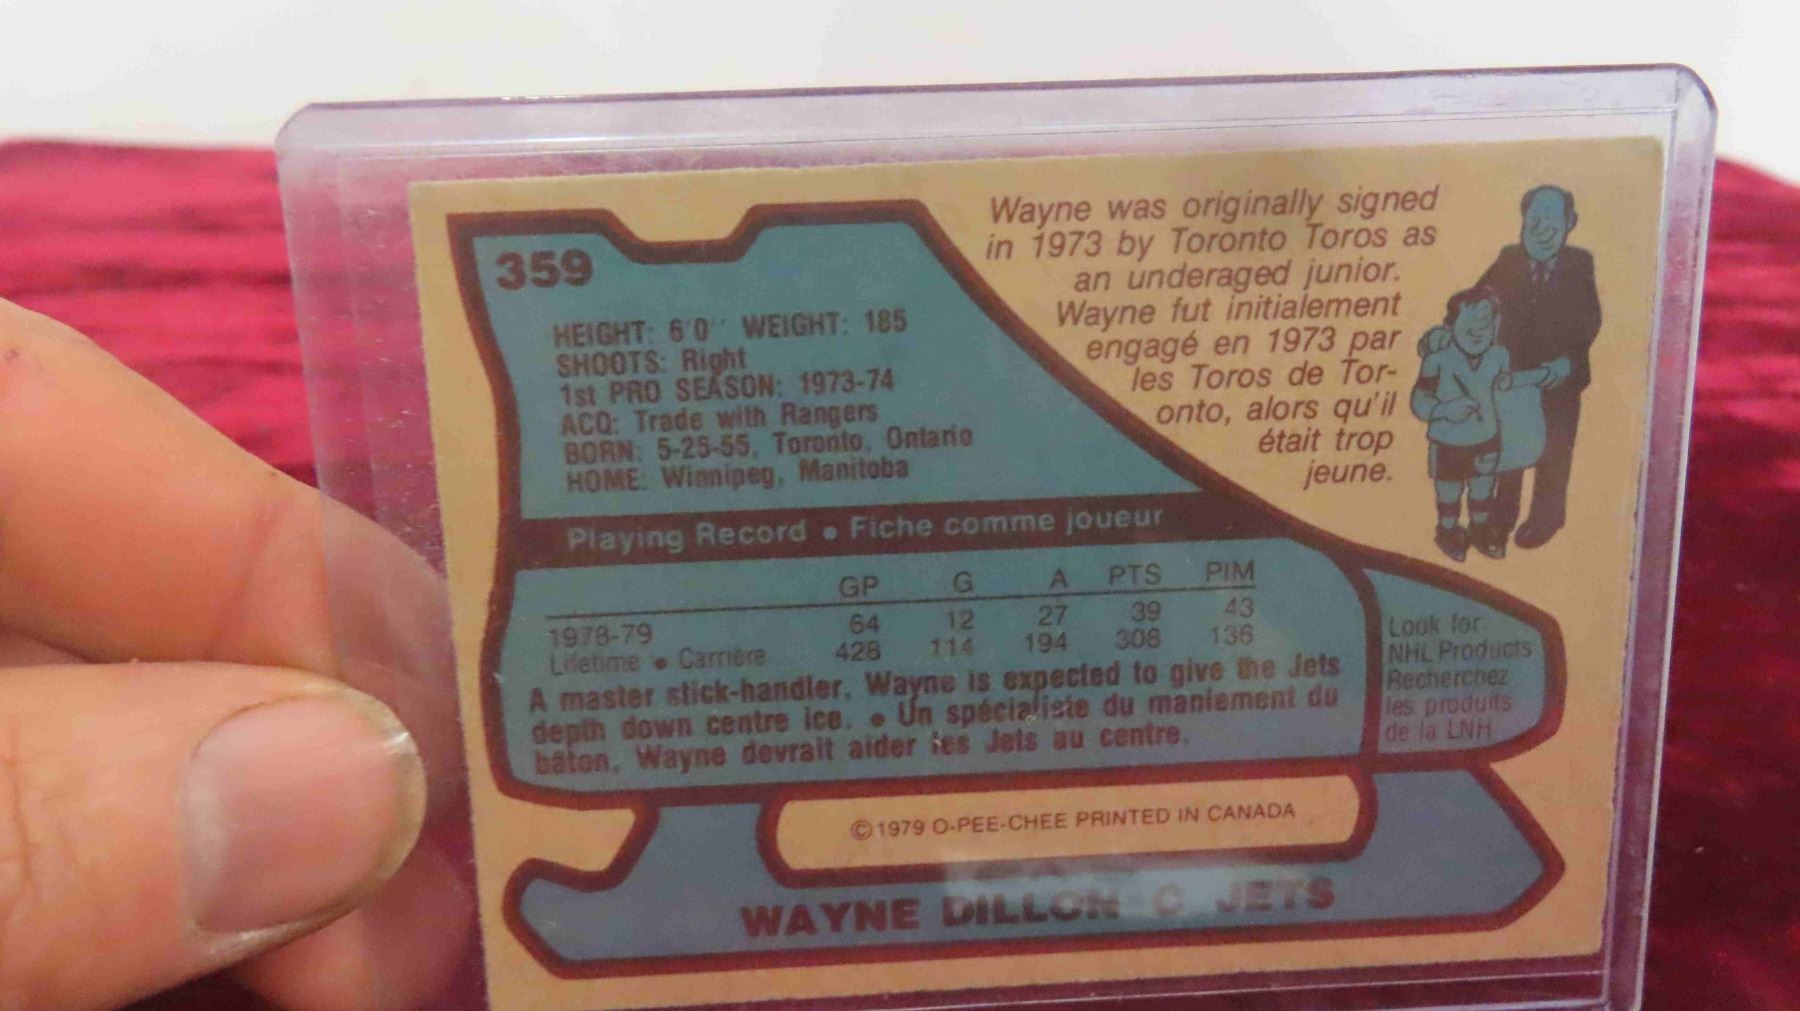 359
HEIGHT: 6'0'' WEIGHT: 185
SHOOTS: Right
1st PRO SEASON: 1973-74
ACQ: Trade with Rangers
BORN: 5-25-55, Toronto, Ontario
HOME: Winnipeg, Manitoba
Wayne was originally signed
in 1973 by Toronto Toros as
an underaged junior.
Wayne fut initialement
engagé en 1973 par
les Toros de Tor-
onto, alors qu'il
était trop
jeune.
Playing Record • Fiche comme joueur
GP G A PTS PIM
1978-79 64 12 27 39 43
Lifetime • Carrière 428 114 194 308 136
A master stick-handler, Wayne is expected to give the Jets
depth down centre ice. • Un spécialiste du maniement du
bâton, Wayne devrait aider les Jets au centre.
Look for
NHL Products
Recherchez
les produits
de la LNH
©1979 O-PEE-CHEE PRINTED IN CANADA
WAYNE DILLON C JETS